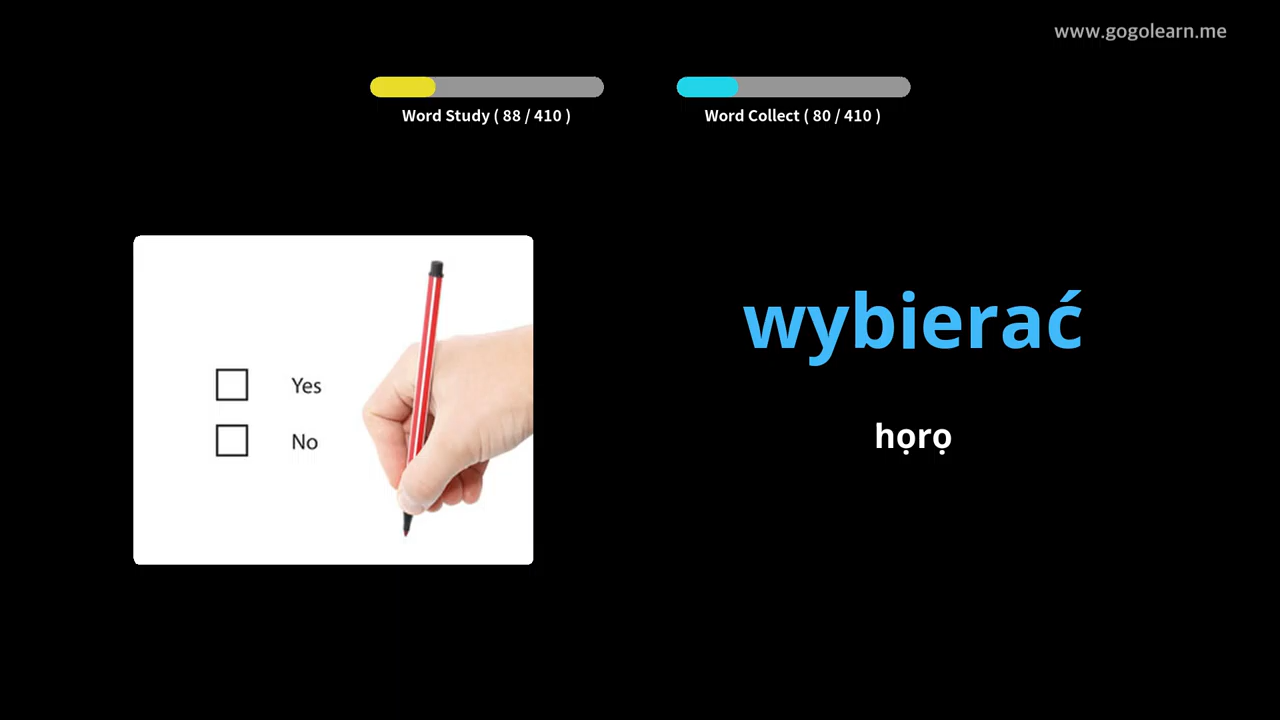 www.gogolearn.me
Word Study ( 88 / 410 )
Word Collect ( 80 / 410 )
Yes
No
wybierać
họrọ